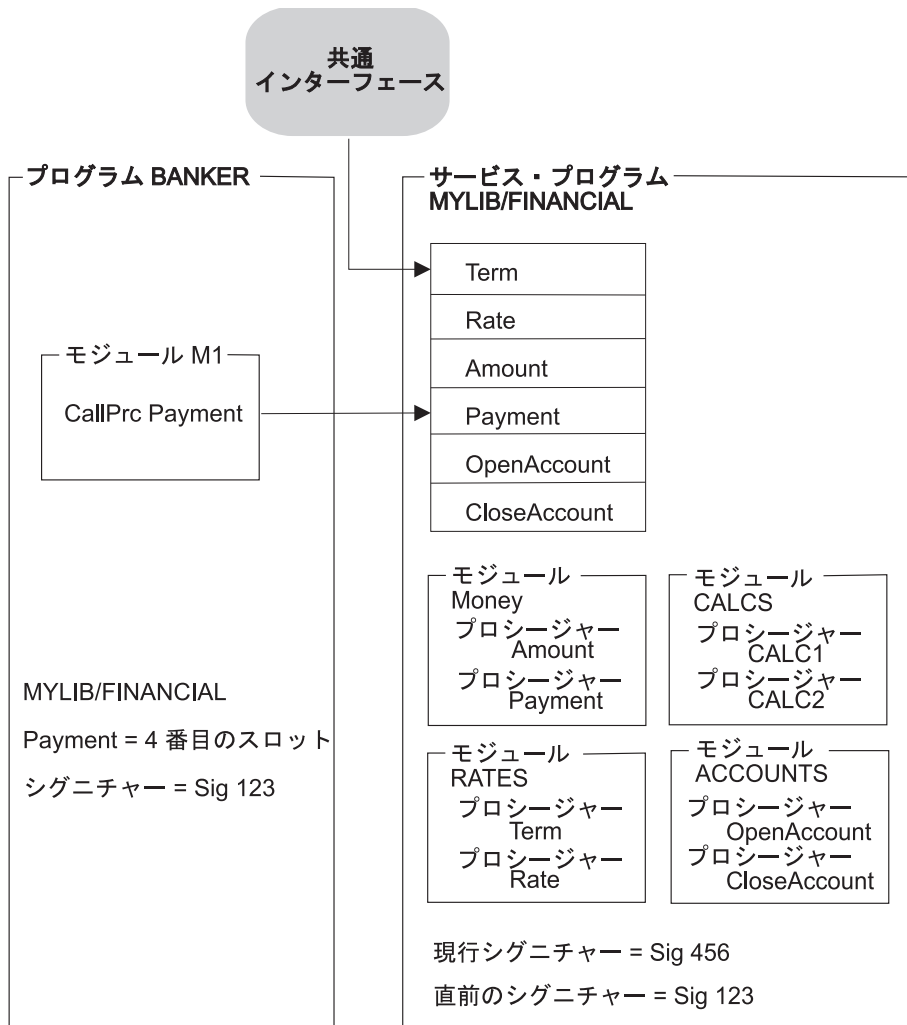 共通
インターフェース
プログラム BANKER
モジュール M1
CallPrc Payment
MYLIB/FINANCIAL
Payment = 4 番目のスロット
シグニチャー = Sig 123
サービス・プログラム
MYLIB/FINANCIAL
Term
Rate
Amount
Payment
OpenAccount
CloseAccount
モジュール
Money
プロシージャー
Amount
プロシージャー
Payment
モジュール
CALCS
プロシージャー
CALC1
プロシージャー
CALC2
モジュール
RATES
プロシージャー
Term
プロシージャー
Rate
モジュール
ACCOUNTS
プロシージャー
OpenAccount
プロシージャー
CloseAccount
現行シグニチャー = Sig 456
直前のシグニチャー = Sig 123